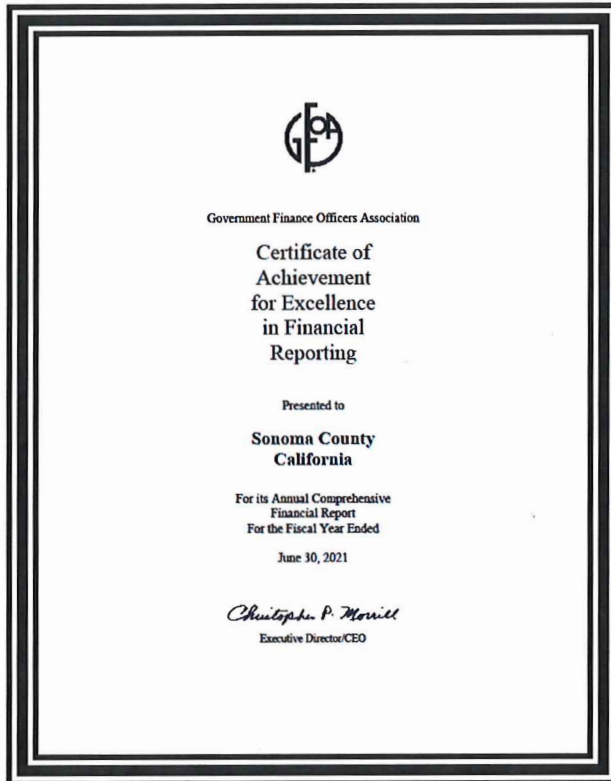 GFOA
Government Finance Officers Association
Certificate of
Achievement
for Excellence
in Financial
Reporting
Presented to
Sonoma County
California
For its Annual Comprehensive
Financial Report
For the Fiscal Year Ended
June 30, 2021
Christopher P. Morrill
Executive Director/CEO